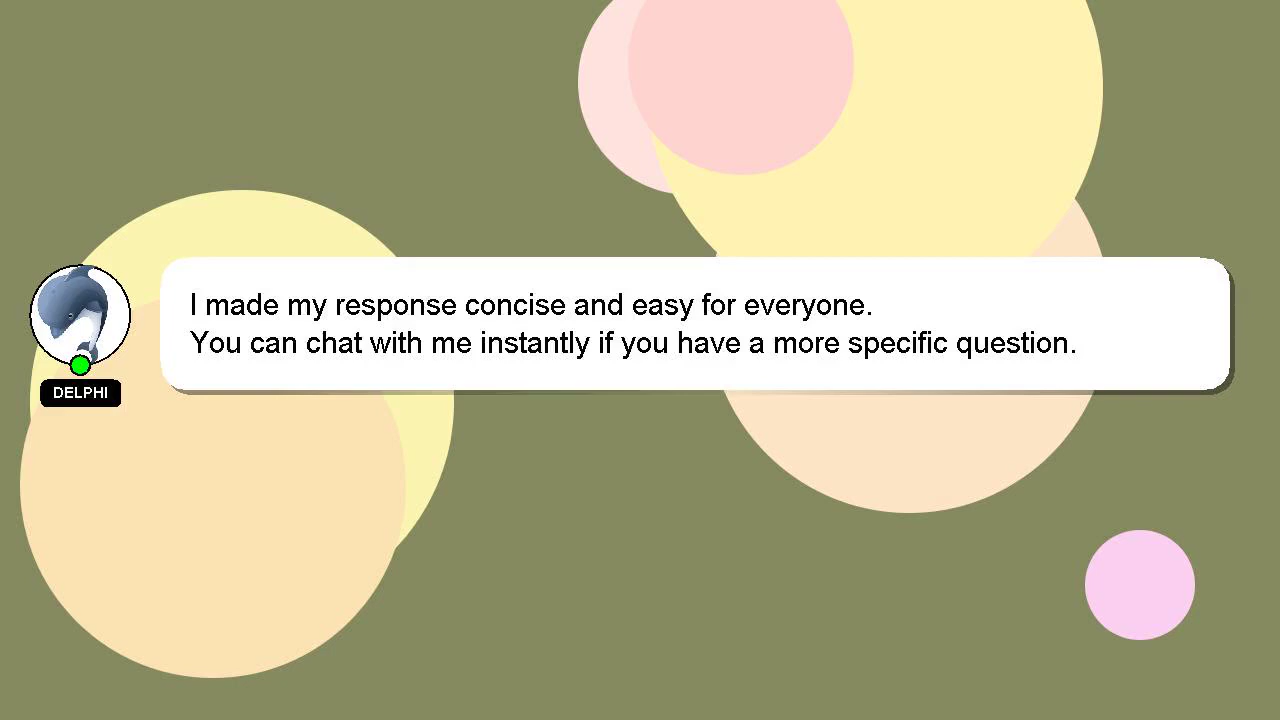 I made my response concise and easy for everyone.
You can chat with me instantly if you have a more specific question.
DELPHI